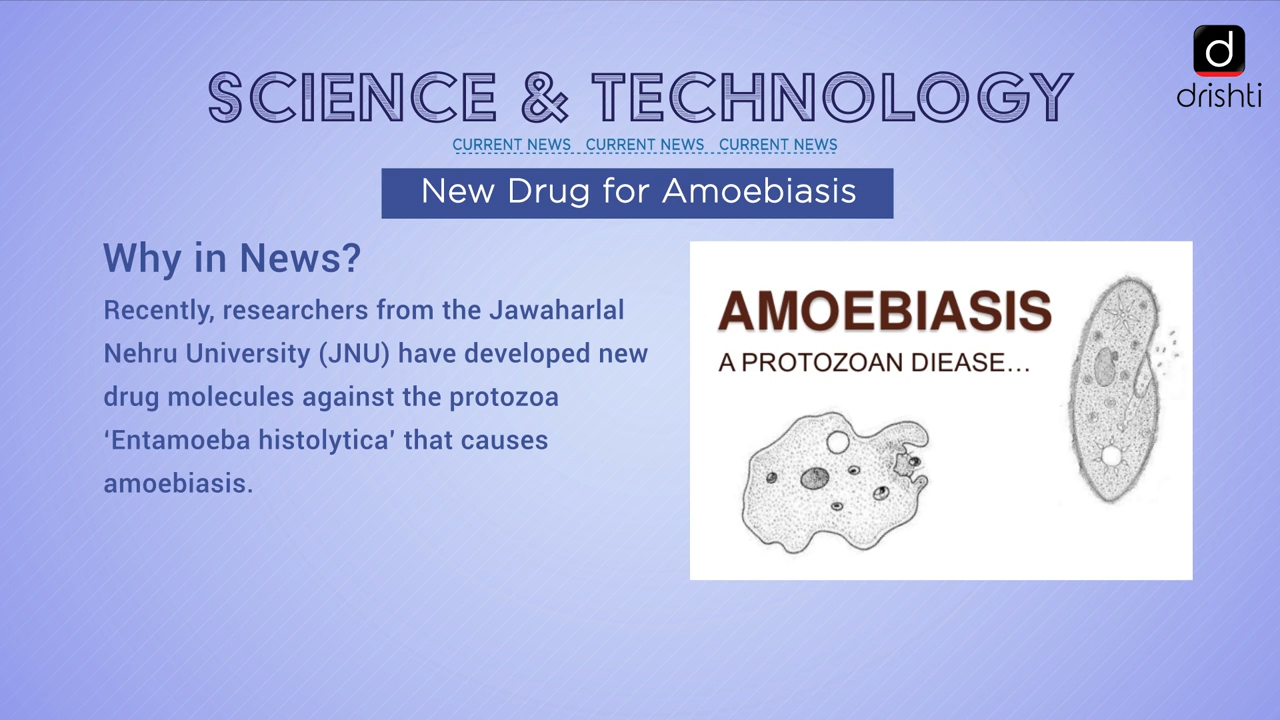 d
drishti
SCIENCE & TECHNOLOGY
CURRENT NEWS CURRENT NEWS CURRENT NEWS
New Drug for Amoebiasis
Why in News?
Recently, researchers from the Jawaharlal
Nehru University (JNU) have developed new
drug molecules against the protozoa
‘Entamoeba histolytica’ that causes
amoebiasis.
AMOEBIASIS
A PROTOZOAN DIEASE...